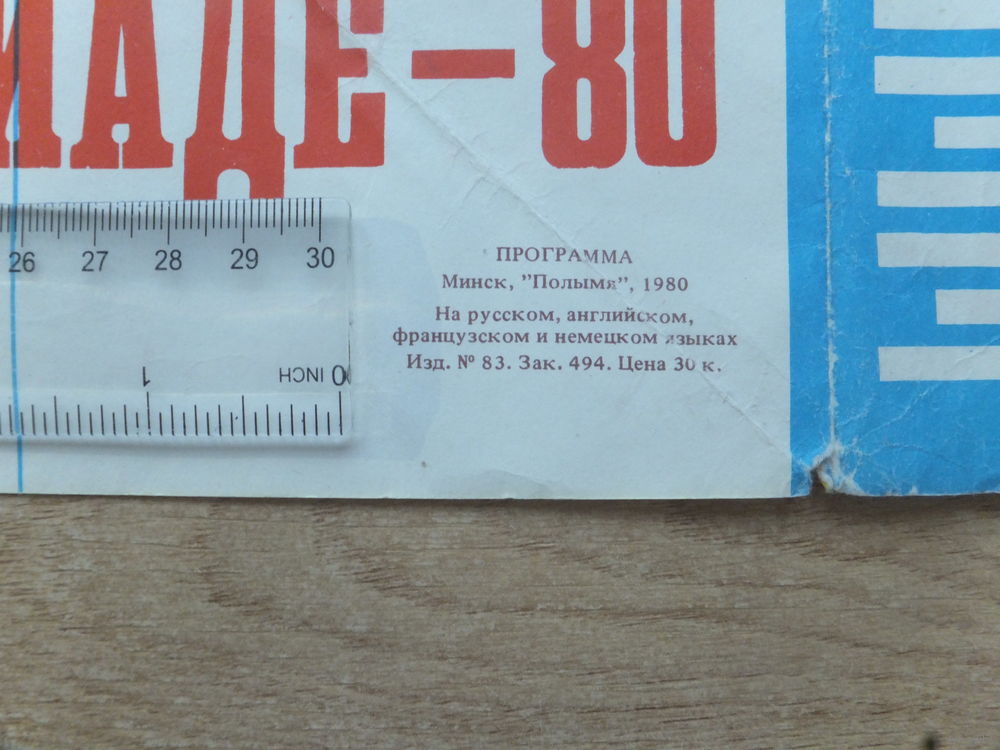 ИАДЕ—80
26 27 28 29 30
ПРОГРАММА
Минск, "Полымя", 1980
На русском, английском,
французском и немецком языках
Изд. № 83. Зак. 494. Цена 30 к.
1 INCH 0